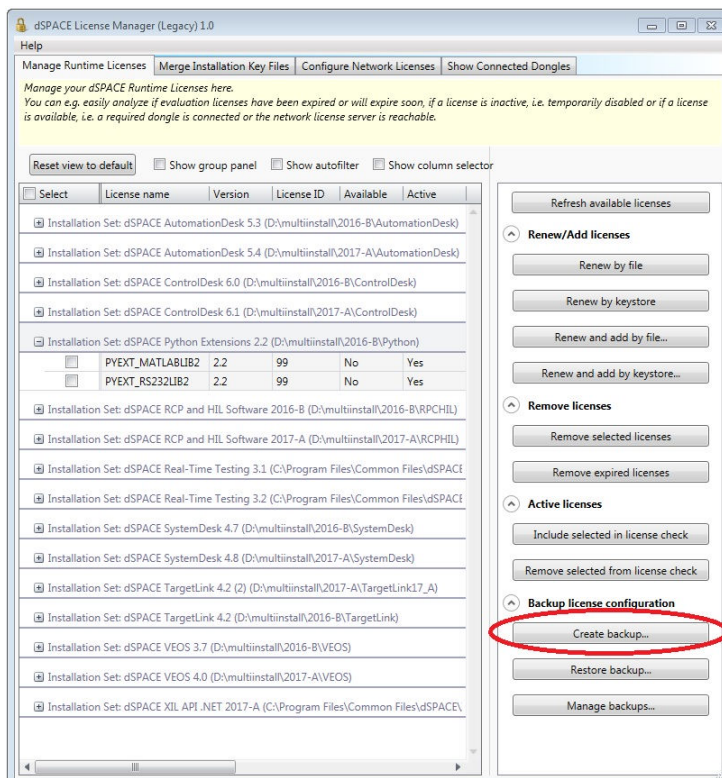 dSPACE License Manager (Legacy) 1.0
Help
Manage Runtime Licenses Merge Installation Key Files Configure Network Licenses Show Connected Dongles
Manage your dSPACE Runtime Licenses here.
You can e.g. easily analyze if evaluation licenses have been expired or will expire soon, if a license is inactive, i.e. temporarily disabled or if a license
is available, i.e. a required dongle is connected or the network license server is reachable.
Reset view to default Show group panel Show autofilter Show column selector
Select License name Version License ID Available Active
Installation Set: dSPACE AutomationDesk 5.3 (D:\multiinstall\2016-B\AutomationDesk)
Installation Set: dSPACE AutomationDesk 5.4 (D:\multiinstall\2017-A\AutomationDesk)
Installation Set: dSPACE ControlDesk 6.0 (D:\multiinstall\2016-B\ControlDesk)
Installation Set: dSPACE ControlDesk 6.1 (D:\multiinstall\2017-A\ControlDesk)
Installation Set: dSPACE Python Extensions 2.2 (D:\multiinstall\2016-B\Python)
PYEXT_MATLABLIB2 2.2 99 No Yes
PYEXT_RS232LIB2 2.2 99 No Yes
Installation Set: dSPACE RCP and HIL Software 2016-B (D:\multiinstall\2016-B\RPCHIL)
Installation Set: dSPACE RCP and HIL Software 2017-A (D:\multiinstall\2017-A\RCPHIL)
Installation Set: dSPACE Real-Time Testing 3.1 (C:\Program Files\Common Files\dSPACE
Installation Set: dSPACE Real-Time Testing 3.2 (C:\Program Files\Common Files\dSPACE
Installation Set: dSPACE SystemDesk 4.7 (D:\multiinstall\2016-B\SystemDesk)
Installation Set: dSPACE SystemDesk 4.8 (D:\multiinstall\2017-A\SystemDesk)
Installation Set: dSPACE TargetLink 4.2 (2) (D:\multiinstall\2017-A\TargetLink17_A)
Installation Set: dSPACE TargetLink 4.2 (D:\multiinstall\2016-B\TargetLink)
Installation Set: dSPACE VEOS 3.7 (D:\multiinstall\2016-B\VEOS)
Installation Set: dSPACE VEOS 4.0 (D:\multiinstall\2017-A\VEOS)
Installation Set: dSPACE XIL API .NET 2017-A (C:\Program Files\Common Files\dSPACE\
Refresh available licenses
Renew/Add licenses
Renew by file
Renew by keystore
Renew and add by file...
Renew and add by keystore...
Remove licenses
Remove selected licenses
Remove expired licenses
Active licenses
Include selected in license check
Remove selected from license check
Backup license configuration
Create backup...
Restore backup...
Manage backups...